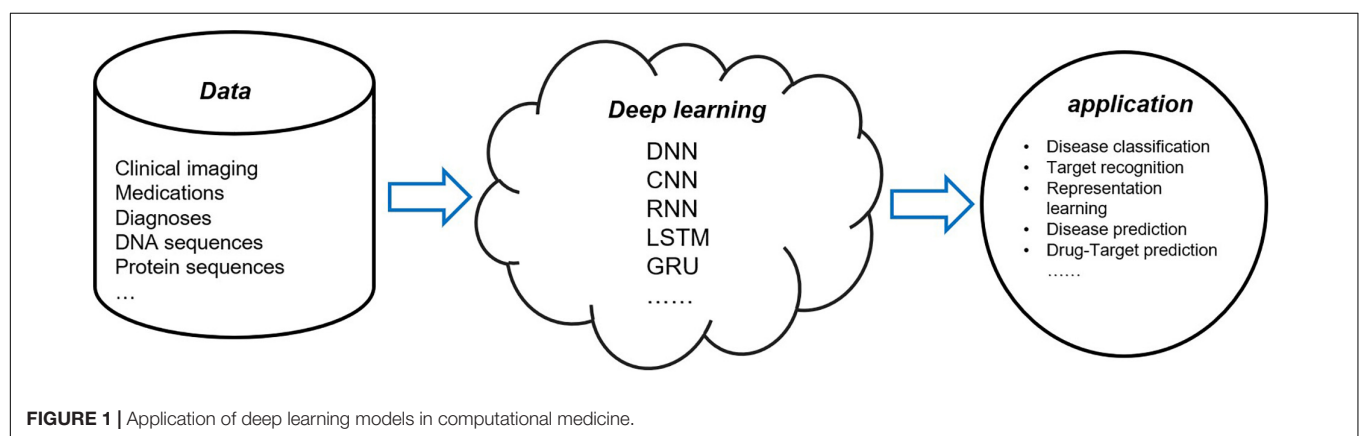 Data
Clinical imaging
Medications
Diagnoses
DNA sequences
Protein sequences
…
Deep learning
DNN
CNN
RNN
LSTM
GRU
……
application
• Disease classification
• Target recognition
• Representation
learning
• Disease prediction
• Drug-Target prediction
……
FIGURE 1 | Application of deep learning models in computational medicine.